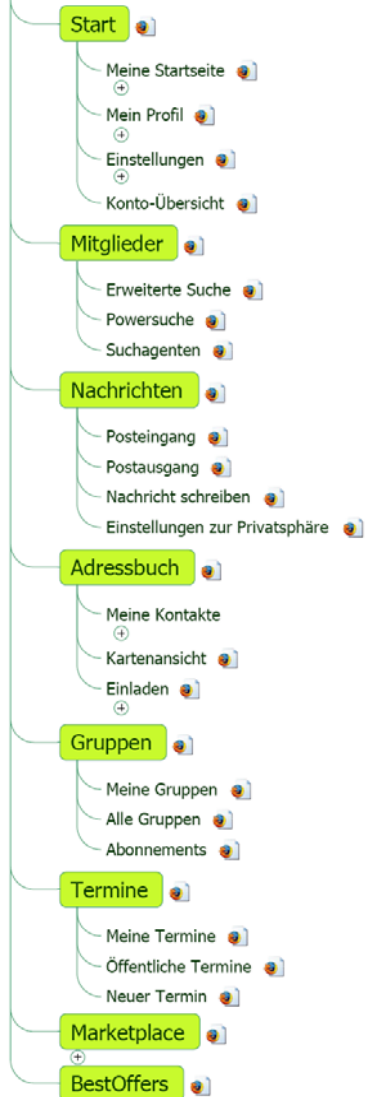 Start
Meine Startseite
Mein Profil
Einstellungen
Konto-Übersicht
Mitglieder
Erweiterte Suche
Powersuche
Suchagenten
Nachrichten
Posteingang
Postausgang
Nachricht schreiben
Einstellungen zur Privatsphäre
Adressbuch
Meine Kontakte
Kartenansicht
Einladen
Gruppen
Meine Gruppen
Alle Gruppen
Abonnements
Termine
Meine Termine
Öffentliche Termine
Neuer Termin
Marketplace
BestOffers